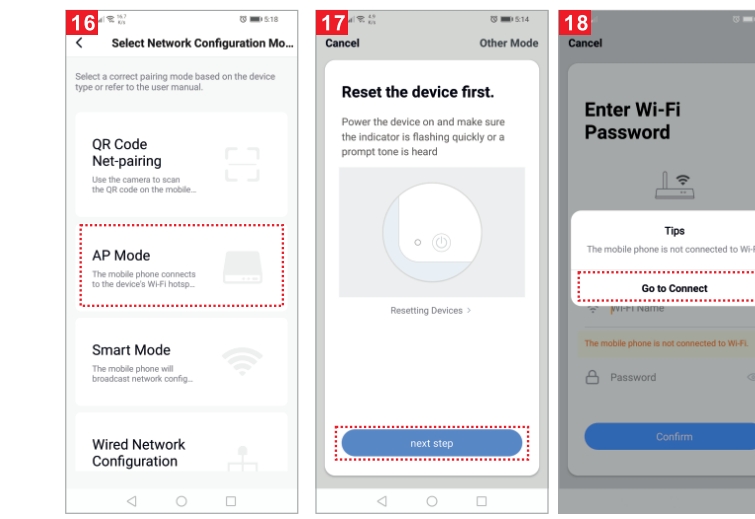 16
16.7
K/s
5:18
Select Network Configuration Mo...
Select a correct pairing mode based on the device
type or refer to the user manual.
QR Code
Net-pairing
Use the camera to scan
the QR code on the mobile...
AP Mode
The mobile phone connects
to the device's Wi-Fi hotsp...
Smart Mode
The mobile phone will
broadcast network config...
Wired Network
Configuration
17
4.9
K/s
5:14
Cancel
Other Mode
Reset the device first.
Power the device on and make sure
the indicator is flashing quickly or a
prompt tone is heard
Resetting Devices >
next step
18
Cancel
Enter Wi-Fi
Password
Tips
The mobile phone is not connected to Wi-F
Go to Connect
Wi-Fi Name
The mobile phone is not connected to Wi-Fi.
Password
Confirm